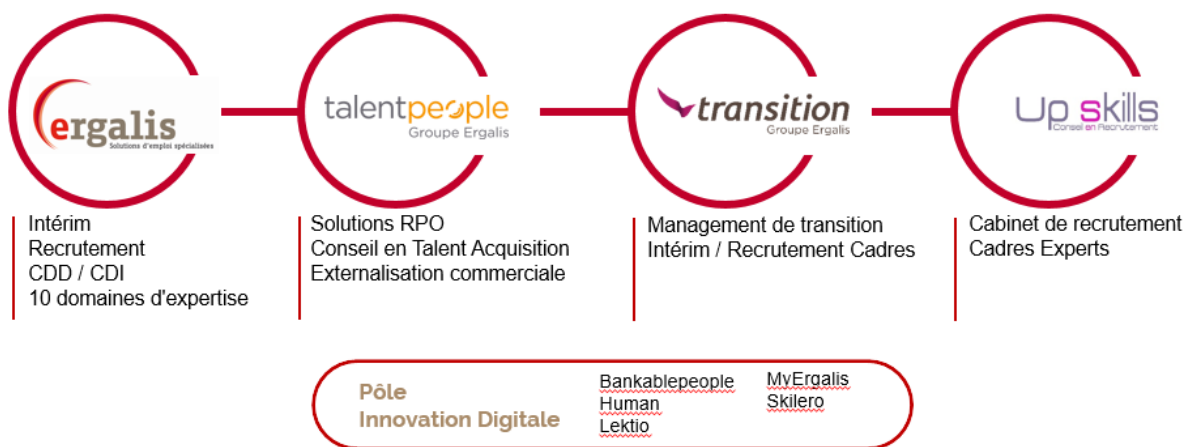 ergalis
Solutions d'emploi spécialisées
talentpeople
Groupe Ergalis
transition
Groupe Ergalis
Up skills
Conseil en Recrutement
Intérim
Recrutement
CDD / CDI
10 domaines d'expertise
Solutions RPO
Conseil en Talent Acquisition
Externalisation commerciale
Management de transition
Intérim / Recrutement Cadres
Cabinet de recrutement
Cadres Experts
Pôle
Innovation Digitale
Bankablepeople
Human
Lektio
MyErgalis
Skilero